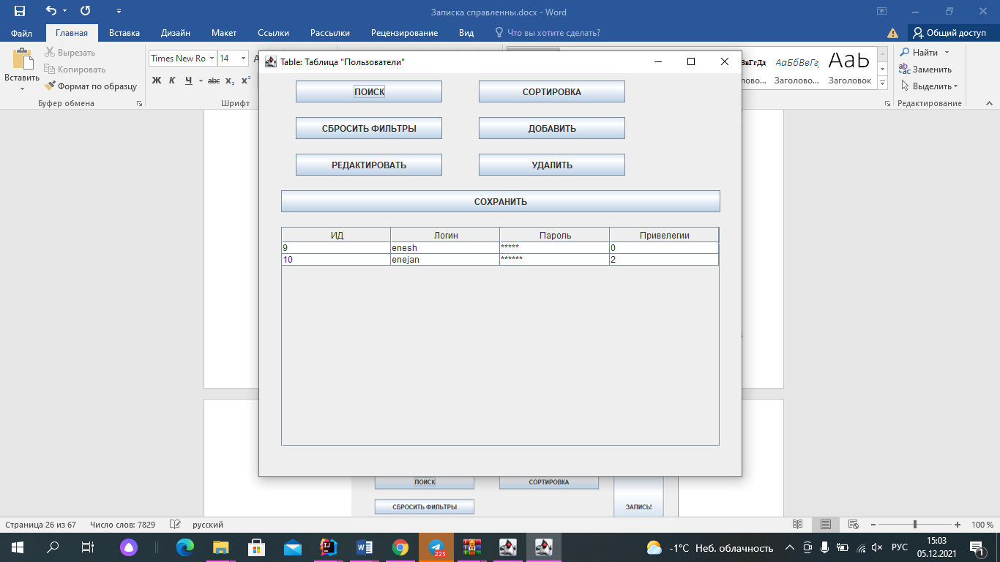 Записка справленны.docx - Word
Файл Главная Вставка Дизайн Макет Ссылки Рассылки Рецензирование Вид Что вы хотите сделать? Общий доступ
Вставить
Вырезать
Копировать
Формат по образцу
Буфер обмена
Times New Ro 14
Ж К Ч abc x₂ x²
Шрифт
АаБбВвГг АаЬb
лово... Заголово... Заголовок
Найти
Заменить
Выделить
Редактирование
Table: Таблица "Пользователи"
ПОИСК СОРТИРОВКА
СБРОСИТЬ ФИЛЬТРЫ ДОБАВИТЬ
РЕДАКТИРОВАТЬ УДАЛИТЬ
СОХРАНИТЬ
ИД Логин Пароль Привелегии
9 enesh ***** 0
10 enejan ****** 2
ПОИСК СОРТИРОВКА
СБРОСИТЬ ФИЛЬТРЫ ЗАПИСЬ!
Страница 26 из 67 Число слов: 7829 русский 100 %
225
-1°C Неб. облачность РУС 15:03
05.12.2021
1